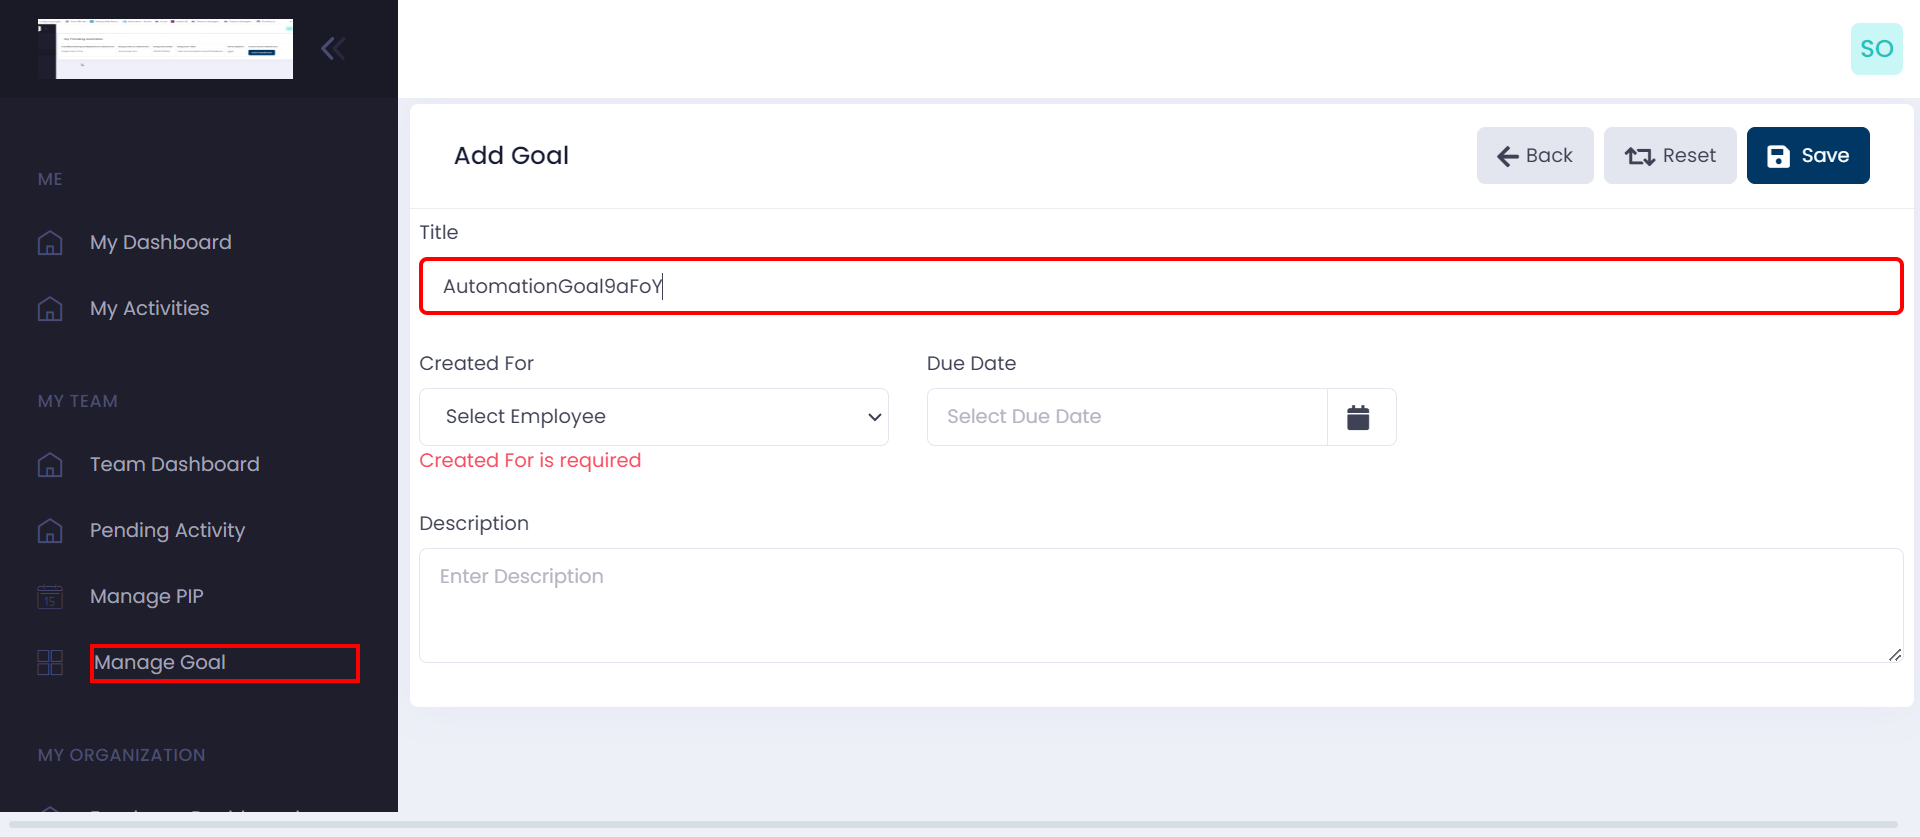 SO
ME
My Dashboard
My Activities
MY TEAM
Team Dashboard
Pending Activity
15
Manage PIP
Manage Goal
MY ORGANIZATION
Add Goal
Back
Reset
Save
Title
AutomationGoal9aFoY
Created For
Due Date
Select Employee
Select Due Date
Created For is required
Description
Enter Description